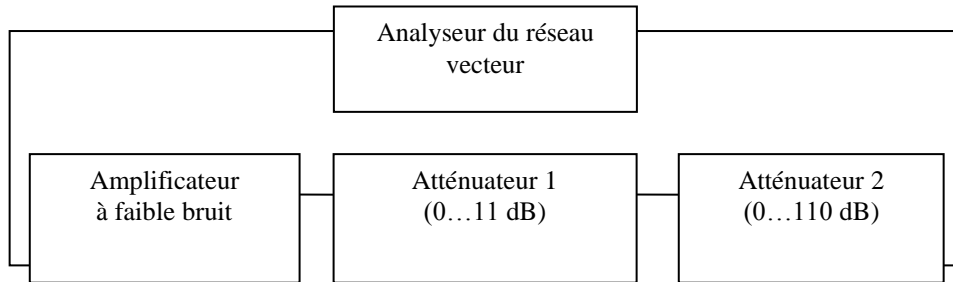 Analyseur du réseau
vecteur
Amplificateur
à faible bruit
Atténuateur 1
(0…11 dB)
Atténuateur 2
(0…110 dB)